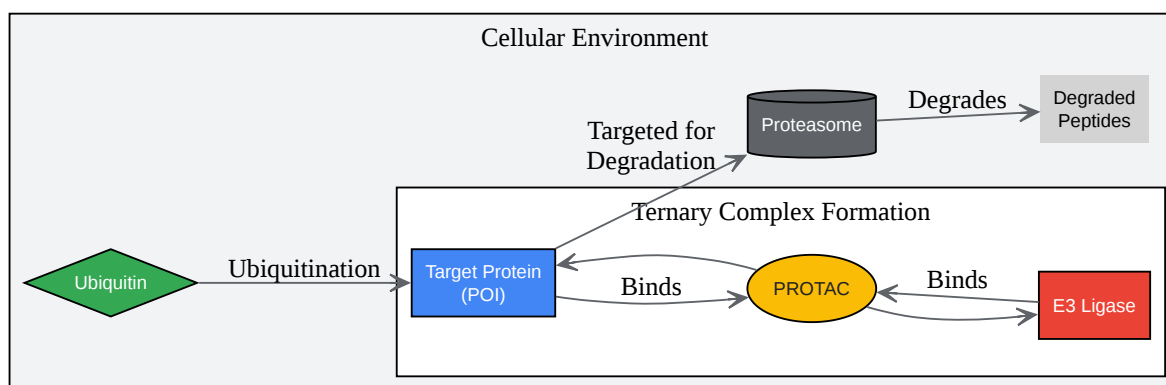 Cellular Environment
Degrades
Degraded
Peptides
Proteasome
Targeted for
Degradation
Ternary Complex Formation
Ubiquitin
Ubiquitination
Target Protein
(POI)
Binds
PROTAC
Binds
E3 Ligase